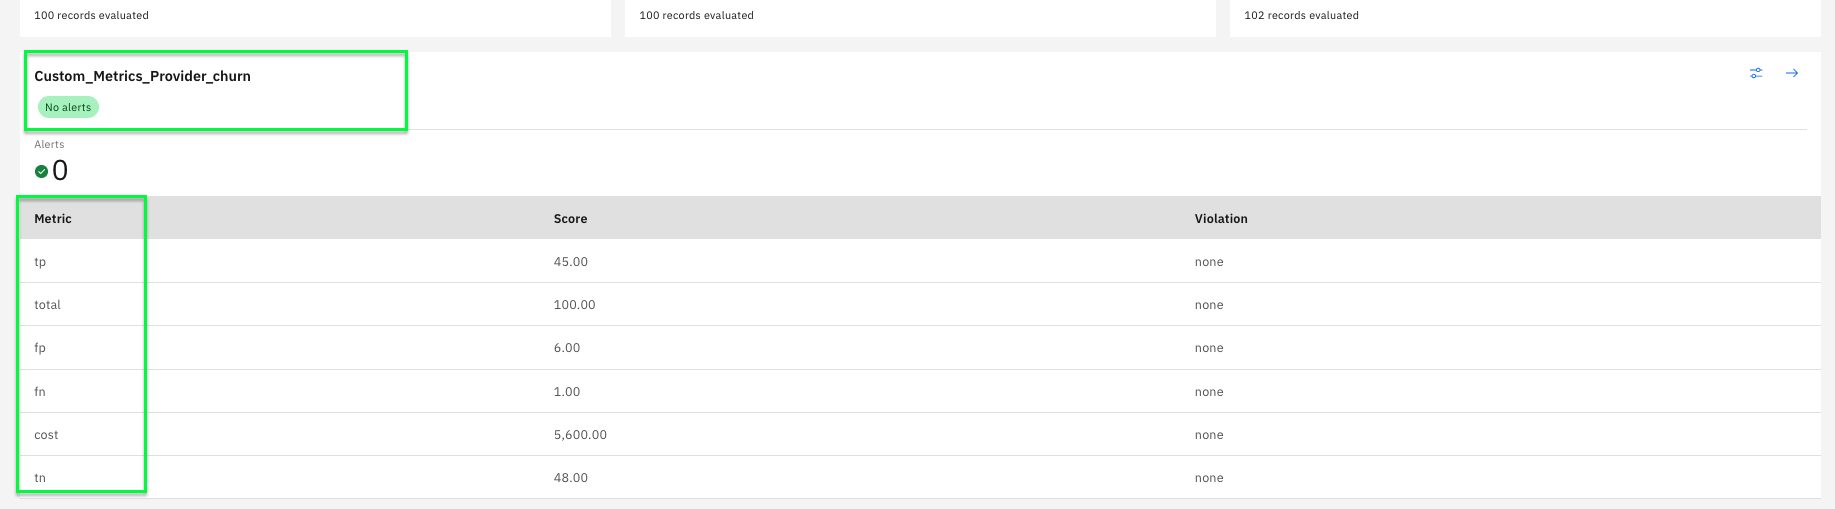 100 records evaluated 100 records evaluated 102 records evaluated
Custom_Metrics_Provider_churn
No alerts
Alerts
0
Metric Score Violation
tp 45.00 none
total 100.00 none
fp 6.00 none
fn 1.00 none
cost 5,600.00 none
tn 48.00 none